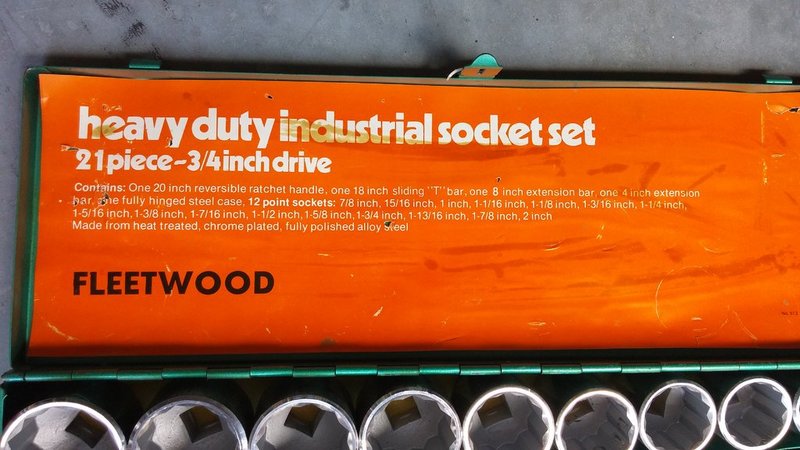 heavy duty industrial socket set
21 piece - 3/4 inch drive
Contains: One 20 inch reversible ratchet handle, one 18 inch sliding "T" bar, one 8 inch extension bar, one 4 inch extension
bar, one fully hinged steel case, 12 point sockets: 7/8 inch, 15/16 inch, 1 inch, 1-1/16 inch, 1-1/8 inch, 1-3/16 inch, 1-1/4 inch,
1-5/16 inch, 1-3/8 inch, 1-7/16 inch, 1-1/2 inch, 1-5/8 inch, 1-3/4 inch, 1-13/16 inch, 1-7/8 inch, 2 inch
Made from heat treated, chrome plated, fully polished alloy steel
FLEETWOOD